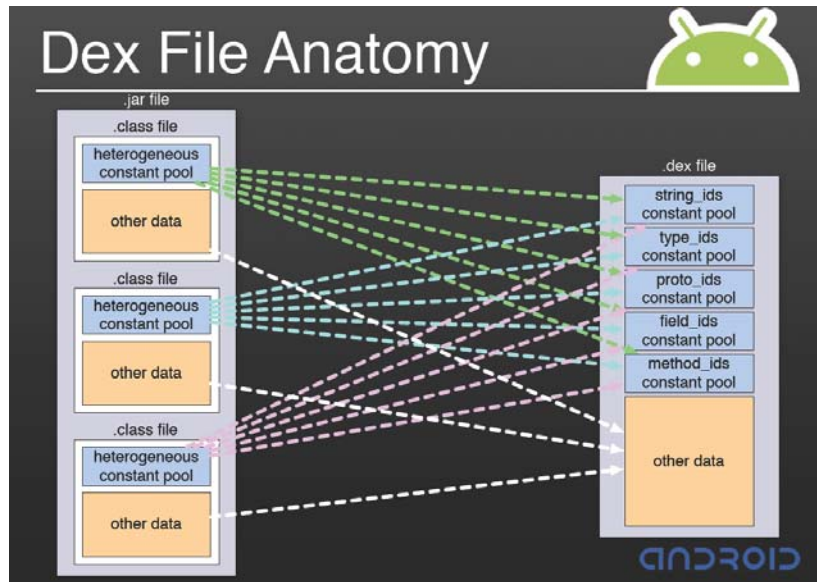 Dex File Anatomy
.jar file
.class file
heterogeneous
constant pool
other data
.class file
heterogeneous
constant pool
other data
.class file
heterogeneous
constant pool
other data
.dex file
string_ids
constant pool
type_ids
constant pool
proto_ids
constant pool
field_ids
constant pool
method_ids
constant pool
other data
ANDROID